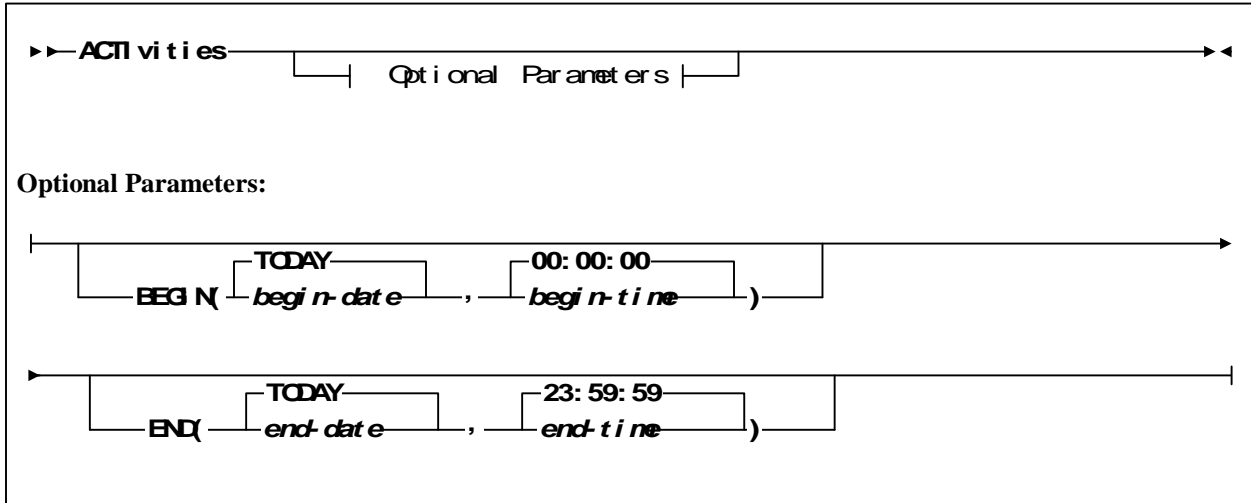 ACTIvities
Optional Parameters
Optional Parameters:
TODAY 00:00:00
BEGIN( begin-date , begin-time )
TODAY 23:59:59
END( end-date , end-time )